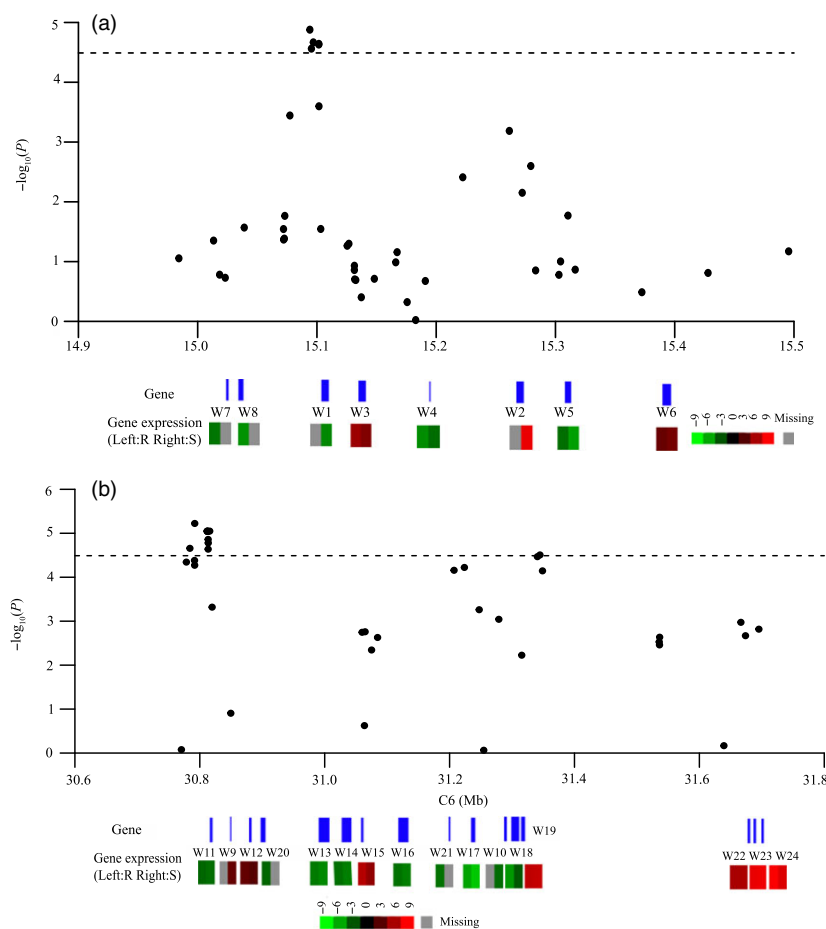 (a)
5
4
3
2
1
0
−log10(P)
14.9 15.0 15.1 15.2 15.3 15.4 15.5
Gene
W7 W8 W1 W3 W4 W2 W5 W6
Gene expression
(Left:R Right:S)
−9 −6 −3 0 3 6 9
Missing
(b)
6
5
4
3
2
1
0
−log10(P)
30.6 30.8 31.0 31.2 31.4 31.6 31.8
C6 (Mb)
Gene
W19
W11 W9 W12 W20 W13 W14 W15 W16 W21 W17 W10 W18 W22 W23 W24
Gene expression
(Left:R Right:S)
−9 −6 −3 0 3 6 9
Missing